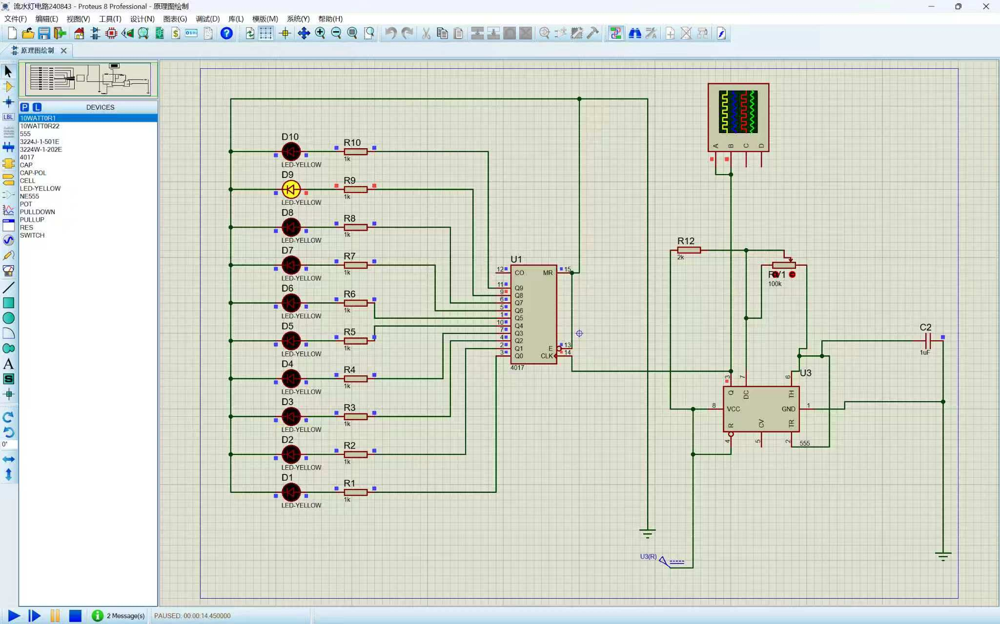 流水灯电路240843 - Proteus 8 Professional - 原理图绘制
文件(F) 编辑(E) 视图(V) 工具(T) 设计(N) 图表(G) 调试(D) 库(L) 模版(M) 系统(Y) 帮助(H)
原理图绘制
P L DEVICES
10WATT0R1
10WATT0R22
555
3224J-1-501E
3224W-1-202E
4017
CAP
CAP-POL
CELL
LED-YELLOW
NE555
POT
PULLDOWN
PULLUP
RES
SWITCH
LBL
A
S
0°
D10
LED-YELLOW
R10
1k
D9
LED-YELLOW
R9
1k
D8
LED-YELLOW
R8
1k
D7
LED-YELLOW
R7
1k
D6
LED-YELLOW
R6
1k
D5
LED-YELLOW
R5
1k
D4
LED-YELLOW
R4
1k
D3
LED-YELLOW
R3
1k
D2
LED-YELLOW
R2
1k
D1
LED-YELLOW
R1
1k
U1
12 CO MR 15
11 Q9
9 Q8
6 Q7
5 Q6
1 Q5
10 Q4
7 Q3
4 Q2
2 Q1 E 13
3 Q0 CLK 14
4017
A B C D
R12
2k
RV1
100k
C2
1uF
U3
3 7 6
Q DC TH
8 VCC GND 1
R CV TR
4 5 2
555
U3(R)
2 Message(s) PAUSED: 00:00:14.450000